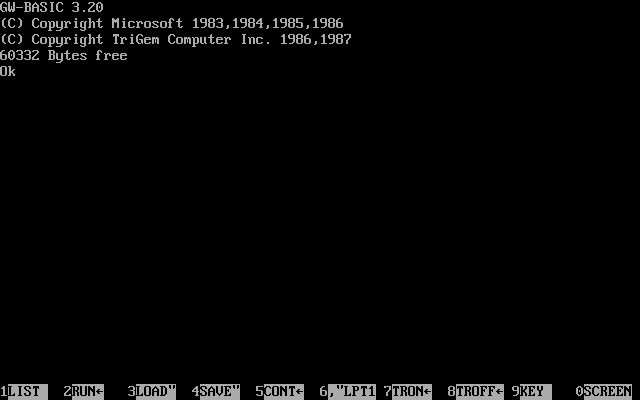 GW-BASIC 3.20
(C) Copyright Microsoft 1983,1984,1985,1986
(C) Copyright TriGem Computer Inc. 1986,1987
60332 Bytes free
Ok
1LIST  2RUN←  3LOAD"  4SAVE"  5CONT←  6,"LPT1  7TRON←  8TROFF←  9KEY  0SCREEN